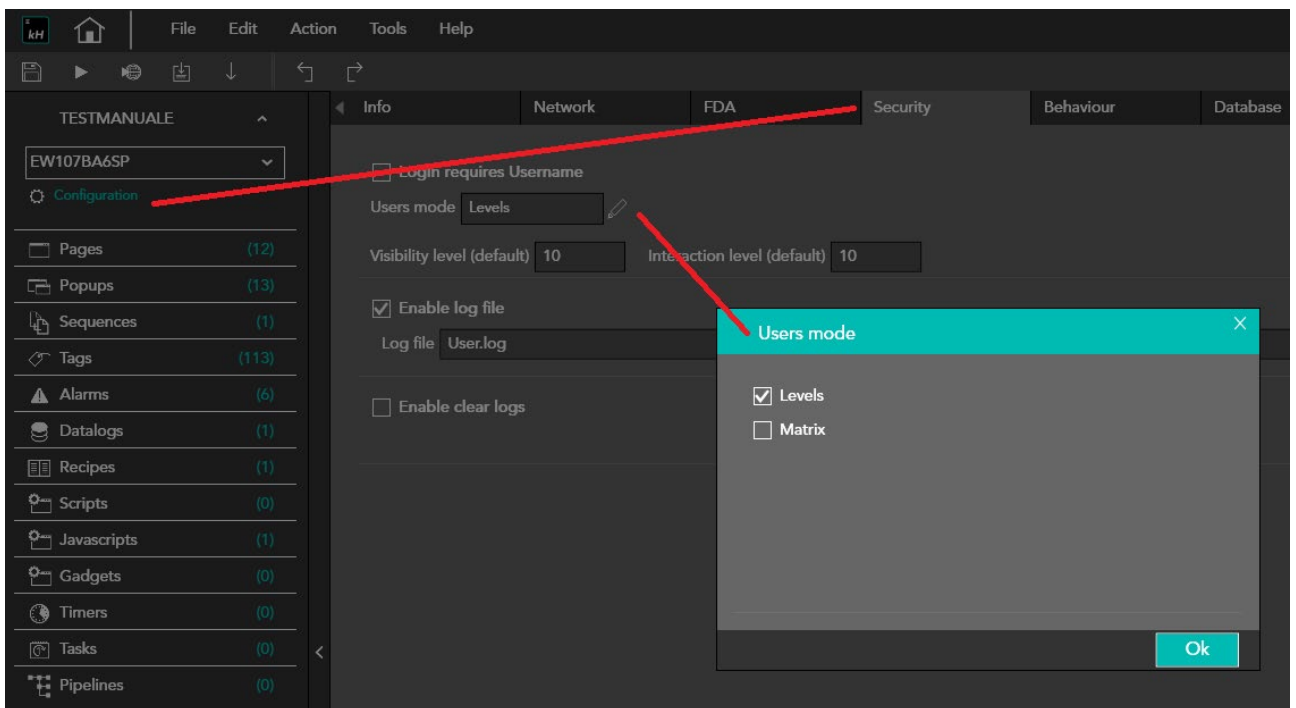 kH File Edit Action Tools Help
TESTMANUALE
EW107BA6SP
Configuration
Pages (12)
Popups (13)
Sequences (1)
Tags (113)
Alarms (6)
Datalogs (1)
Recipes (1)
Scripts (0)
Javascripts (1)
Gadgets (0)
Timers (0)
Tasks (0)
Pipelines (0)
Info Network FDA Security Behaviour Database
Login requires Username
Users mode Levels
Visibility level (default) 10 Interaction level (default) 10
Enable log file
Log file User.log
Enable clear logs
Users mode
Levels
Matrix
Ok